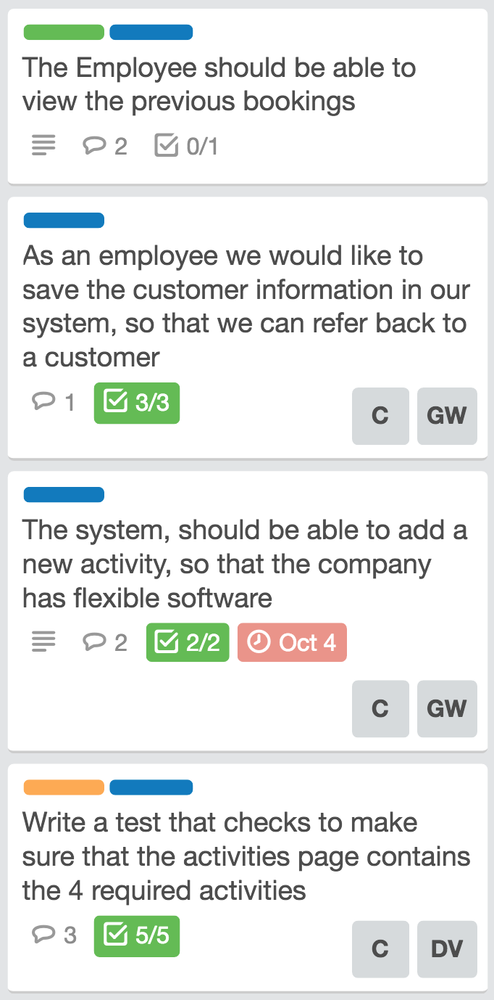 The Employee should be able to
view the previous bookings
2 0/1
As an employee we would like to
save the customer information in our
system, so that we can refer back to
a customer
1 3/3 C GW
The system, should be able to add a
new activity, so that the company
has flexible software
2 2/2 Oct 4
C GW
Write a test that checks to make
sure that the activities page contains
the 4 required activities
3 5/5 C DV